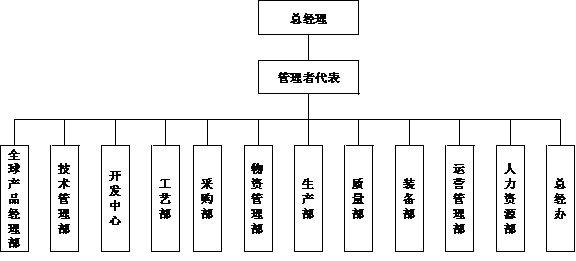 总经理
管理者代表
全球产品经理部
技术管理部
开发中心
工艺部
采购部
物资管理部
生产部
质量部
装备部
运营管理部
人力资源部
总经办